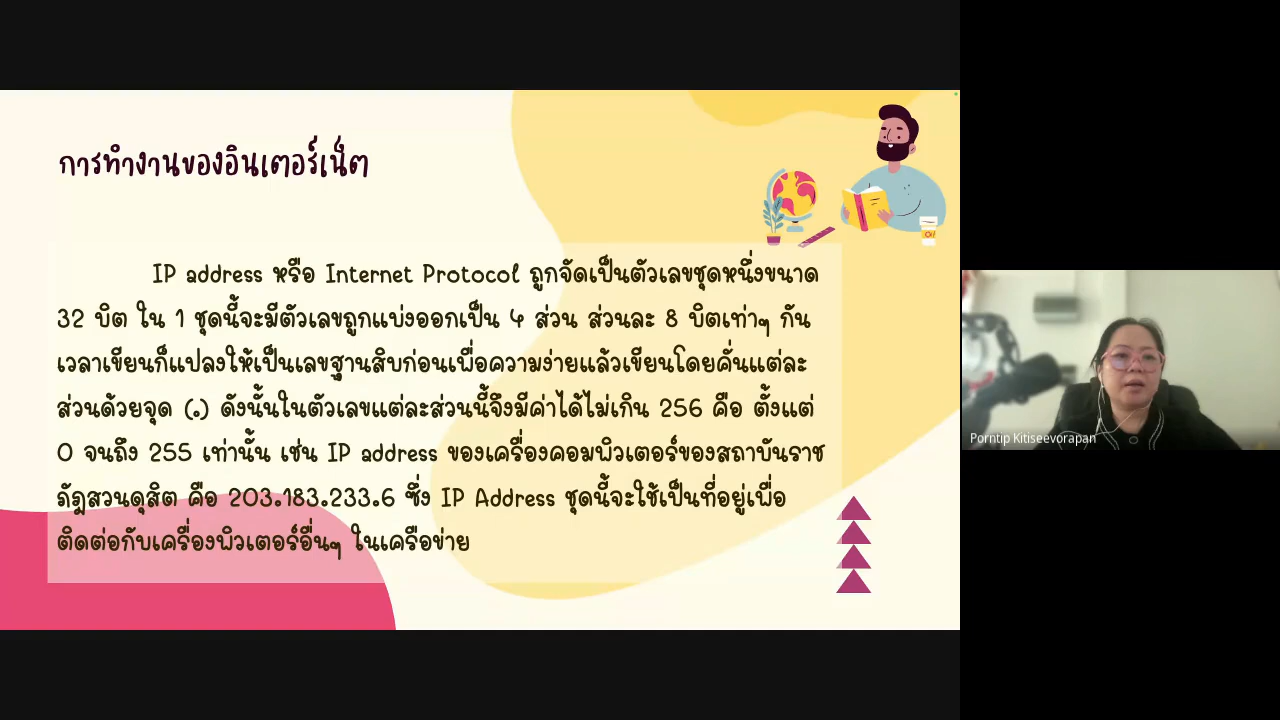 การทำงานของอินเตอร์เน็ต
IP address หรือ Internet Protocol ถูกจัดเป็นตัวเลขชุดหนึ่งขนาด
32 บิต ใน 1 ชุดนี้จะมีตัวเลขถูกแบ่งออกเป็น 4 ส่วน ส่วนละ 8 บิตเท่าๆ กัน
เวลาเขียนก็แปลงให้เป็นเลขฐานสิบก่อนเพื่อความง่ายแล้วเขียนโดยคั่นแต่ละ
ส่วนด้วยจุด (.) ดังนั้นในตัวเลขแต่ละส่วนนี้จึงมีค่าได้ไม่เกิน 256 คือ ตั้งแต่
0 จนถึง 255 เท่านั้น เช่น IP address ของเครื่องคอมพิวเตอร์ของสถาบันราช
ภัฎสวนดุสิต คือ 203.183.233.6 ซึ่ง IP Address ชุดนี้จะใช้เป็นที่อยู่เพื่อ
ติดต่อกับเครื่องพิวเตอร์อื่นๆ ในเครือข่าย
Porntip Kitiseevorapan